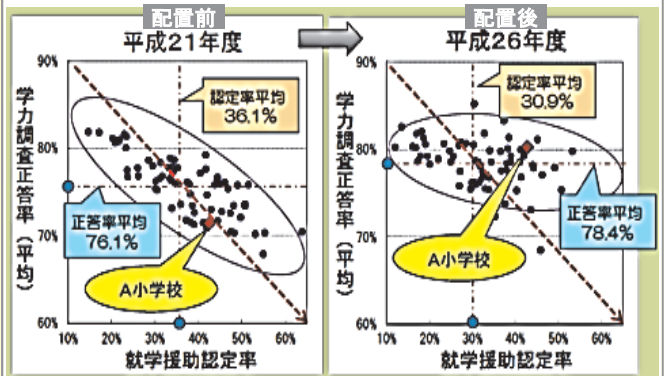 配置前
平成21年度
90%
80%
70%
60%
10%
20%
30%
40%
50%
60%
学力調査正答率（平均）
就学援助認定率
認定率平均
36.1%
正答率平均
76.1%
A小学校
配置後
平成26年度
90%
80%
70%
60%
10%
20%
30%
40%
50%
60%
学力調査正答率（平均）
就学援助認定率
認定率平均
30.9%
正答率平均
78.4%
A小学校